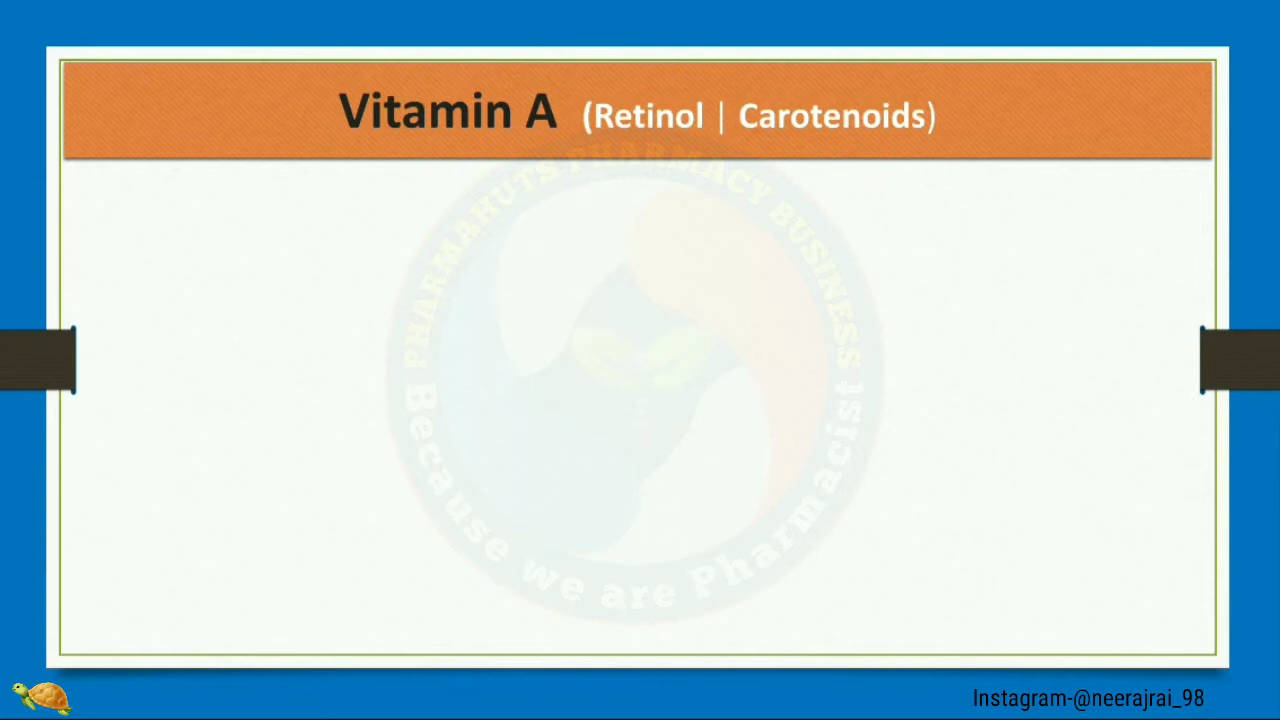 Vitamin A (Retinol | Carotenoids)
PHARMAHUTS PHARMACY BUSINESS
Because we are Pharmacist
Instagram-@neerajrai_98